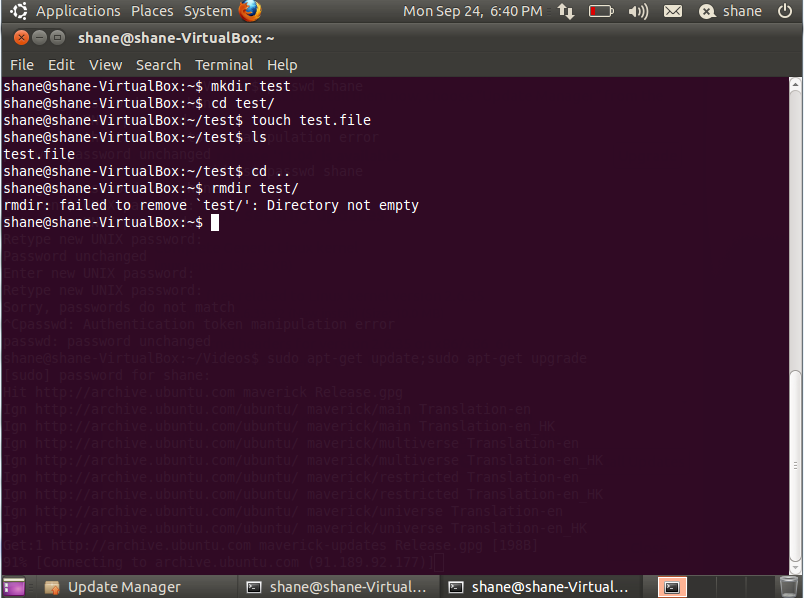 Applications Places System Mon Sep 24, 6:40 PM shane
shane@shane-VirtualBox: ~
File Edit View Search Terminal Help
shane@shane-VirtualBox:~$ mkdir test
shane@shane-VirtualBox:~$ cd test/
shane@shane-VirtualBox:~/test$ touch test.file
shane@shane-VirtualBox:~/test$ ls
test.file
shane@shane-VirtualBox:~/test$ cd ..
shane@shane-VirtualBox:~$ rmdir test/
rmdir: failed to remove `test/': Directory not empty
shane@shane-VirtualBox:~$
Retype new UNIX password:
Password unchanged
Enter new UNIX password:
Retype new UNIX password:
Sorry, passwords do not match
^Cpasswd: Authentication token manipulation error
passwd: password unchanged
shane@shane-VirtualBox:~/Videos$ sudo apt-get update;sudo apt-get upgrade
[sudo] password for shane:
Hit http://archive.ubuntu.com maverick Release.gpg
Ign http://archive.ubuntu.com/ubuntu/ maverick/main Translation-en
Ign http://archive.ubuntu.com/ubuntu/ maverick/main Translation-en_HK
Ign http://archive.ubuntu.com/ubuntu/ maverick/multiverse Translation-en
Ign http://archive.ubuntu.com/ubuntu/ maverick/multiverse Translation-en_HK
Ign http://archive.ubuntu.com/ubuntu/ maverick/restricted Translation-en
Ign http://archive.ubuntu.com/ubuntu/ maverick/restricted Translation-en_HK
Ign http://archive.ubuntu.com/ubuntu/ maverick/universe Translation-en
Ign http://archive.ubuntu.com/ubuntu/ maverick/universe Translation-en_HK
Get:1 http://archive.ubuntu.com maverick-updates Release.gpg [198B]
91% [Connecting to archive.ubuntu.com (91.189.92.177)]
Update Manager shane@shane-VirtualBo... shane@shane-VirtualBo...